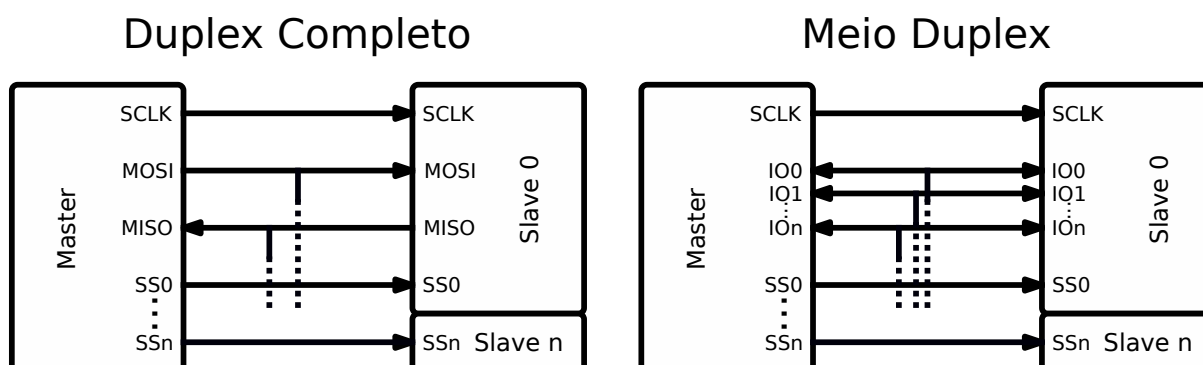 Duplex Completo
Master
SCLK
MOSI
MISO
SS0
SSn
SCLK
MOSI
MISO
SS0
Slave 0
SSn Slave n
Meio Duplex
Master
SCLK
IO0
IO1
IOn
SS0
SSn
SCLK
IO0
IO1
IOn
SS0
Slave 0
SSn Slave n